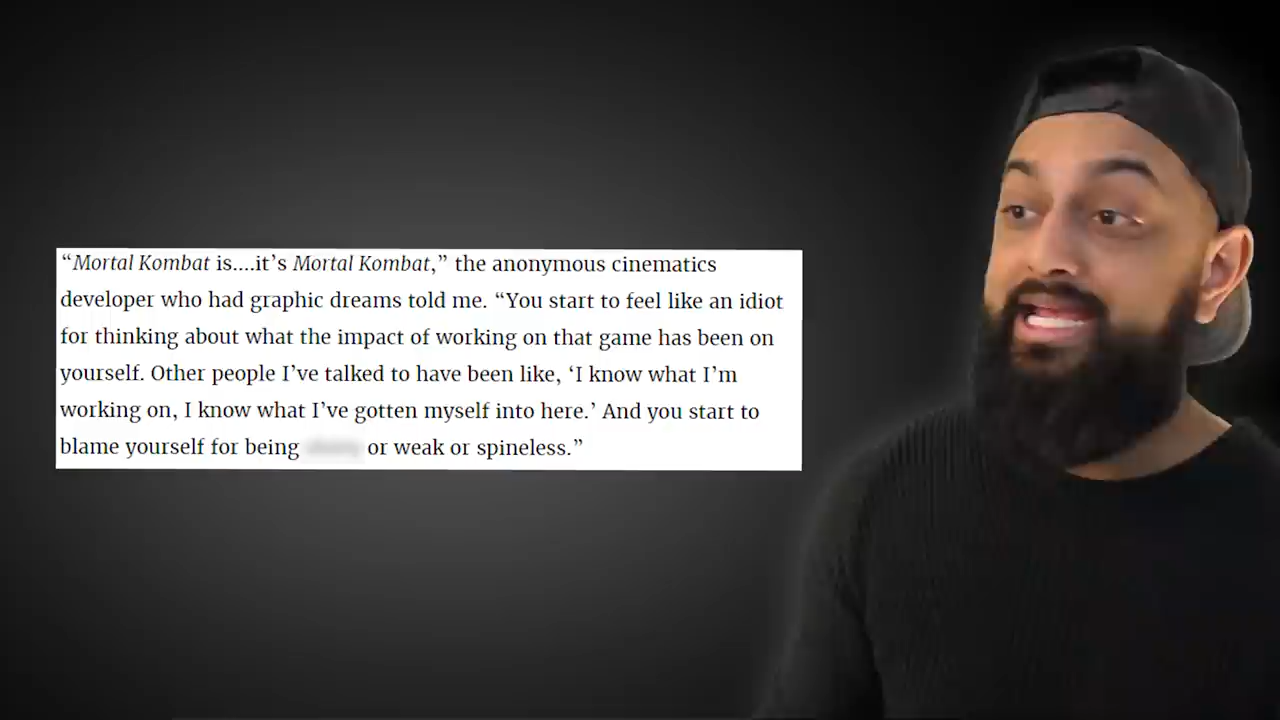 “Mortal Kombat is....it’s Mortal Kombat,” the anonymous cinematics
developer who had graphic dreams told me. “You start to feel like an idiot
for thinking about what the impact of working on that game has been on
yourself. Other people I’ve talked to have been like, ‘I know what I’m
working on, I know what I’ve gotten myself into here.’ And you start to
blame yourself for being or weak or spineless.”